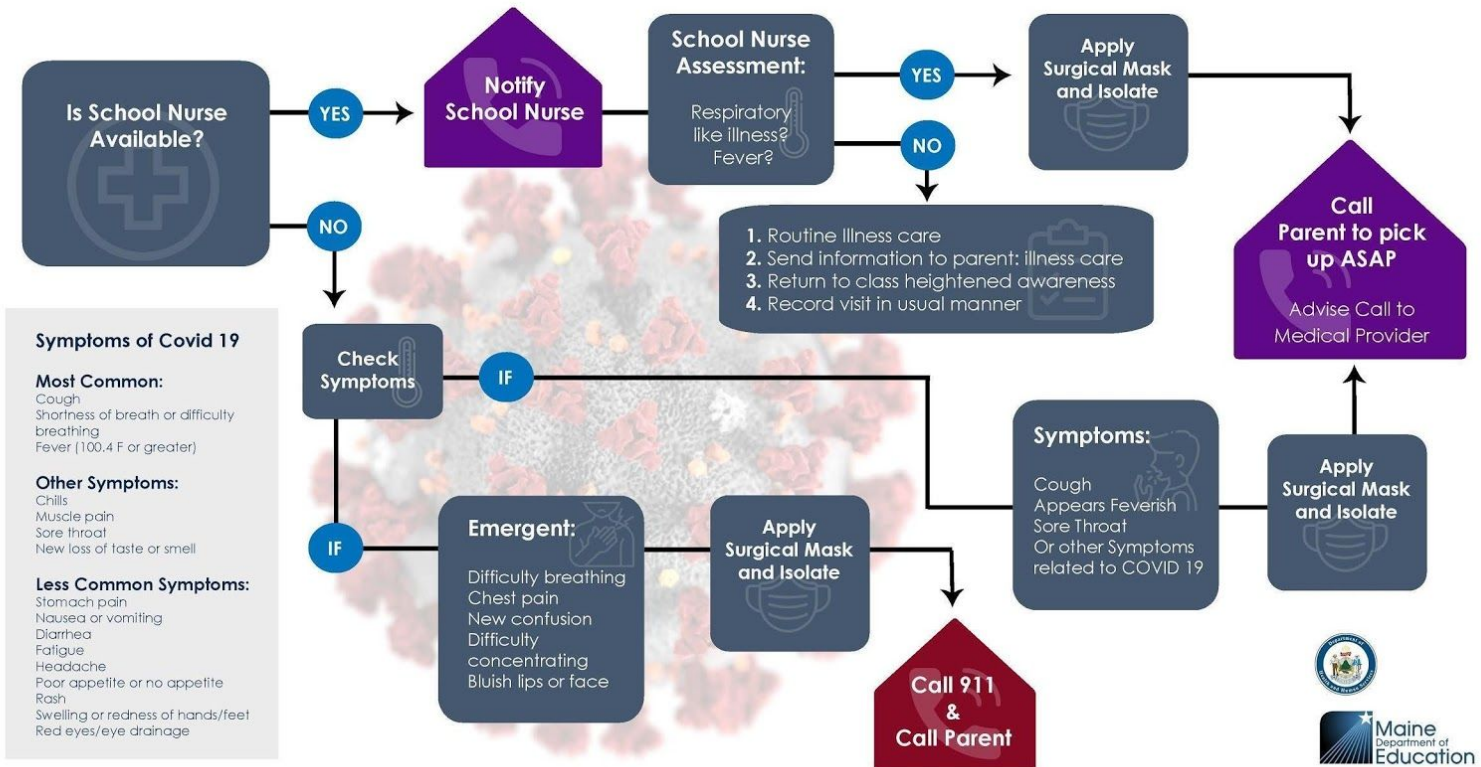 Is School Nurse
Available?
YES
NO
Notify
School Nurse
School Nurse
Assessment:
Respiratory
like illness?
Fever?
YES
NO
Apply
Surgical Mask
and Isolate
1. Routine Illness care
2. Send information to parent: illness care
3. Return to class heightened awareness
4. Record visit in usual manner
Call
Parent to pick
up ASAP
Advise Call to
Medical Provider
Symptoms of Covid 19
Most Common:
Cough
Shortness of breath or difficulty
breathing
Fever (100.4 F or greater)
Other Symptoms:
Chills
Muscle pain
Sore throat
New loss of taste or smell
Less Common Symptoms:
Stomach pain
Nausea or vomiting
Diarrhea
Fatigue
Headache
Poor appetite or no appetite
Rash
Swelling or redness of hands/feet
Red eyes/eye drainage
Check
Symptoms
IF
IF
Emergent:
Difficulty breathing
Chest pain
New confusion
Difficulty
concentrating
Bluish lips or face
Apply
Surgical Mask
and Isolate
Call 911
&
Call Parent
Symptoms:
Cough
Appears Feverish
Sore Throat
Or other Symptoms
related to COVID 19
Apply
Surgical Mask
and Isolate
Department of
Health and Human Services
Maine
Department of
Education